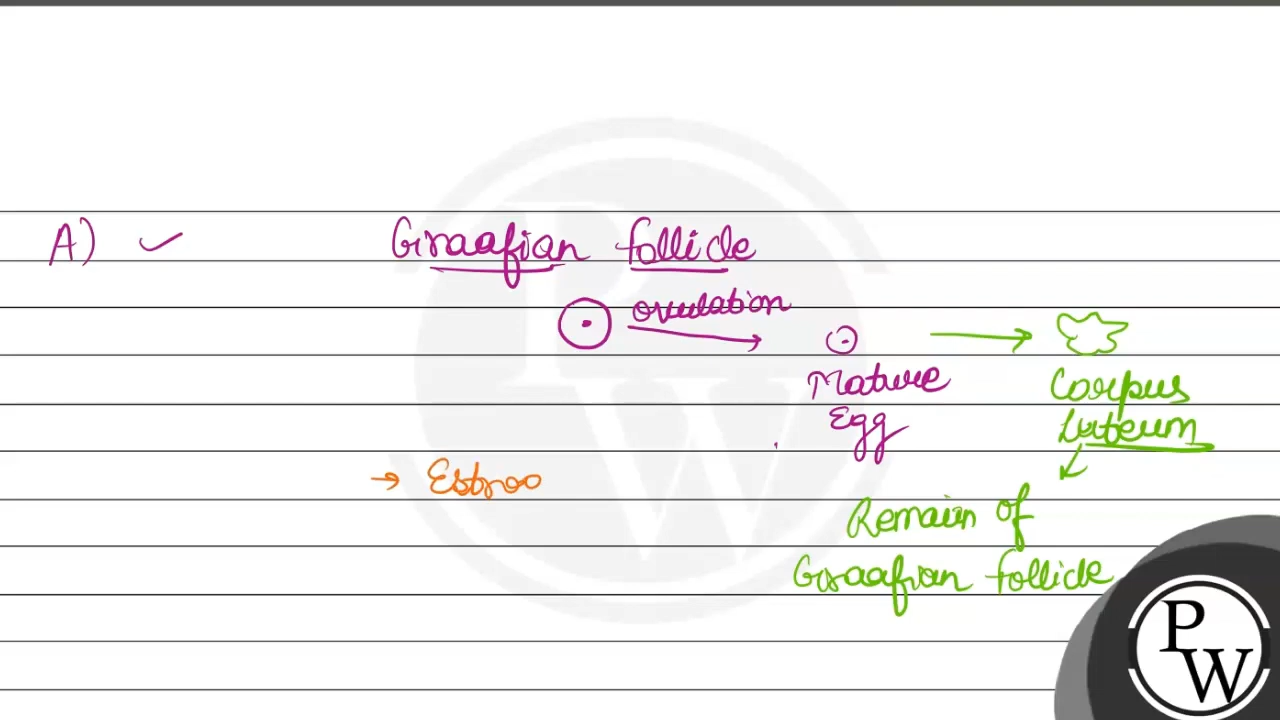 A) ✓ Graafian follicle
ovulation
Mature
Egg
Corpus
Luteum
→ Estroo
Remain of
Graafian follicle
P
W